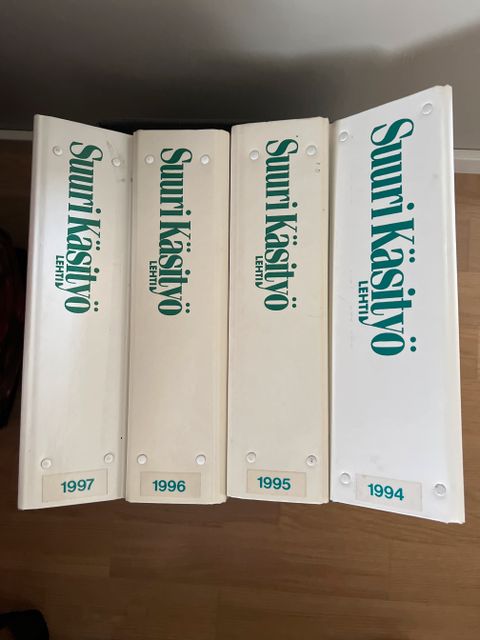 Suuri Käsityö
LEHTI
1997
Suuri Käsityö
LEHTI
1996
Suuri Käsityö
LEHTI
1995
Suuri Käsityö
LEHTI
1994